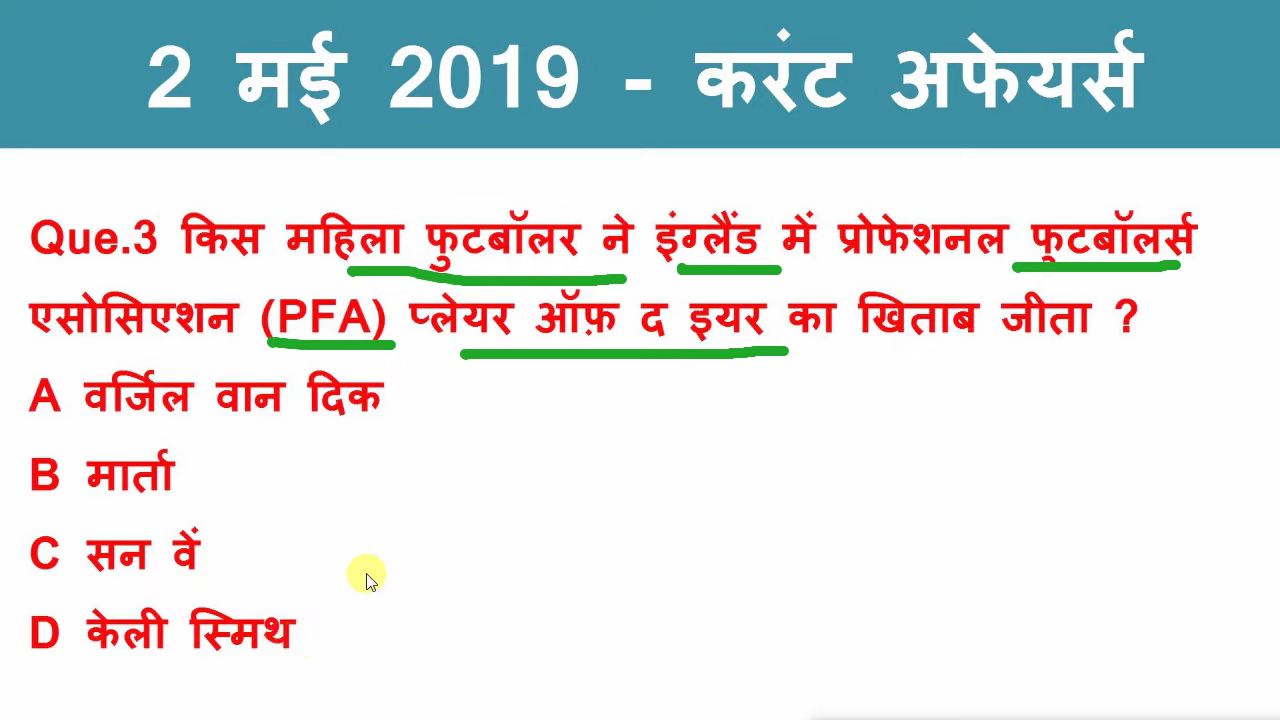 2 मई 2019 - करंट अफेयर्स
Que.3 किस महिला फुटबॉलर ने इंग्लैंड में प्रोफेशनल फुटबॉलर्स
एसोसिएशन (PFA) प्लेयर ऑफ़ द इयर का खिताब जीता ?
A वर्जिल वान दिक
B मार्ता
C सन वें
D केली स्मिथ